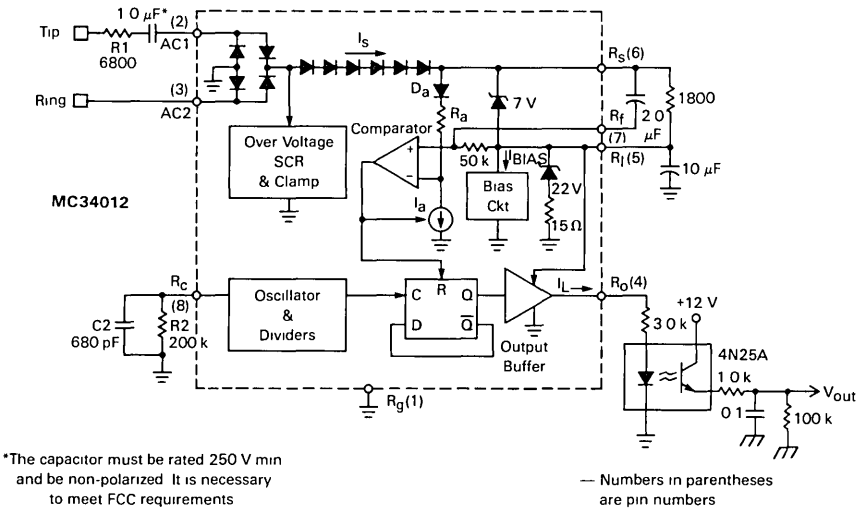 Tip
1 0 µF*
(2)
AC1
R1
6800
Ring
(3)
AC2
Is
Da
Ra
7 V
RS(6)
1800
Rf
(7)
2 0
µF
RI(5)
10 µF
Over Voltage
SCR
& Clamp
Comparator
+
−
50 k
IBIAS
Bias
Ckt
22V
15Ω
Ia
MC34012
RC
(8)
C2
680 pF
R2
200 k
Oscillator
&
Dividers
R
C Q
D Q̅
Output
Buffer
IL
RO(4)
+12 V
3 0 k
4N25A
1 0 k
Vout
0 1
100 k
Rg(1)
*The capacitor must be rated 250 V min
and be non-polarized It is necessary
to meet FCC requirements
— Numbers in parentheses
are pin numbers